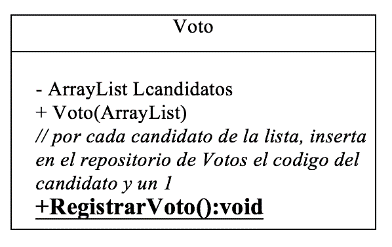 Voto
- ArrayList Lcandidatos
+ Voto(ArrayList)
// por cada candidato de la lista, inserta
en el repositorio de Votos el codigo del
candidato y un 1
+RegistrarVoto():void